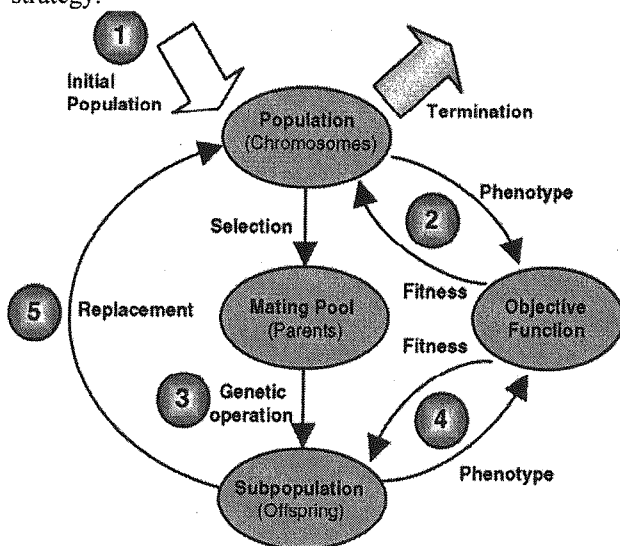 strategy.
1
Initial
Population
Termination
Population
(Chromosomes)
Phenotype
2
Selection
Fitness
5
Replacement
Mating Pool
(Parents)
Objective
Function
Fitness
3
Genetic
operation
4
Phenotype
Subpopulation
(Offspring)